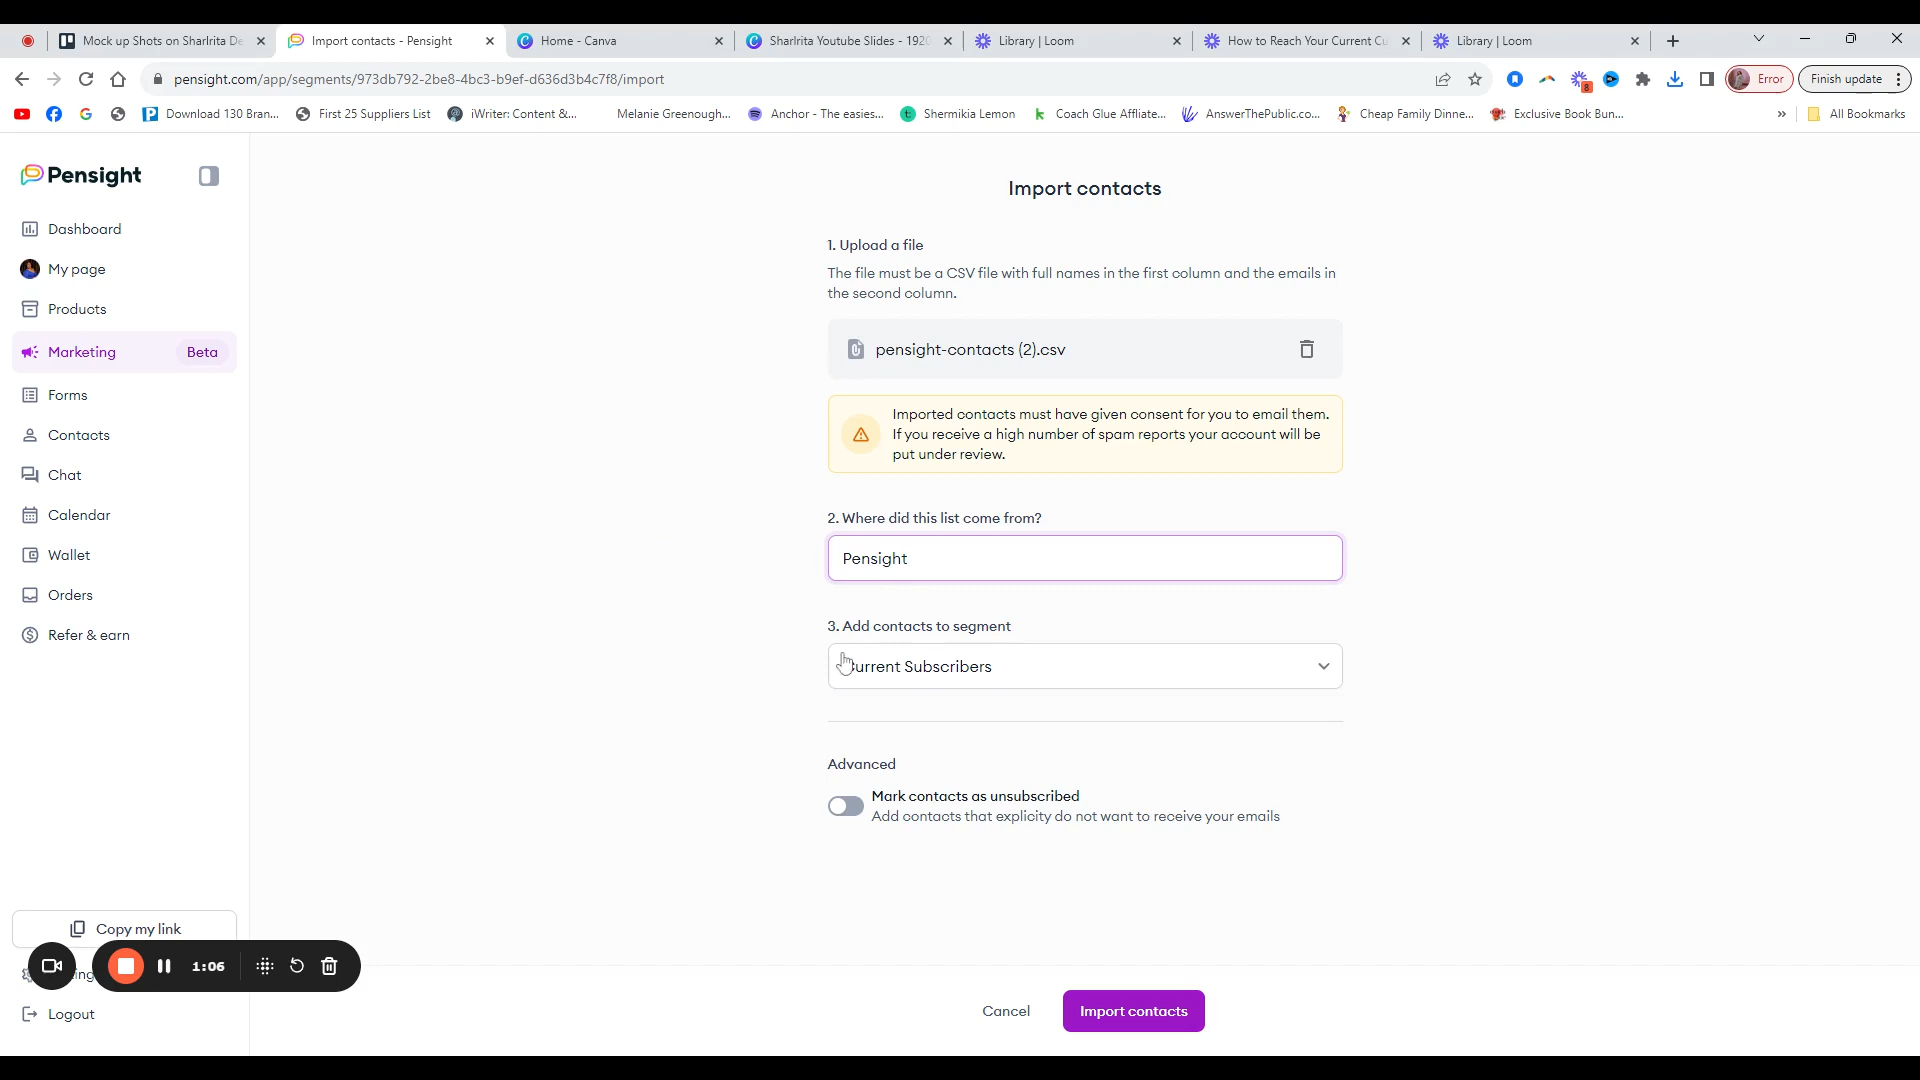 Mock up Shots on Sharlrita De
Import contacts - Pensight
Home - Canva
Sharlrita Youtube Slides - 192
Library | Loom
How to Reach Your Current Cu
Library | Loom
pensight.com/app/segments/973db792-2be8-4bc3-b9ef-d636d3b4c7f8/import
8
Error
Finish update
Download 130 Bran...
First 25 Suppliers List
iWriter: Content &...
Melanie Greenough...
Anchor - The easies...
Shermikia Lemon
Coach Glue Affliate...
AnswerThePublic.co...
Cheap Family Dinne...
Exclusive Book Bun...
»
All Bookmarks
Pensight
Dashboard
My page
Products
Marketing
Beta
Forms
Contacts
Chat
Calendar
Wallet
Orders
Refer & earn
Copy my link
1:06
Logout
Import contacts
1. Upload a file
The file must be a CSV file with full names in the first column and the emails in
the second column.
pensight-contacts (2).csv
Imported contacts must have given consent for you to email them.
If you receive a high number of spam reports your account will be
put under review.
2. Where did this list come from?
Pensight
3. Add contacts to segment
Current Subscribers
Advanced
Mark contacts as unsubscribed
Add contacts that explicity do not want to receive your emails
Cancel
Import contacts